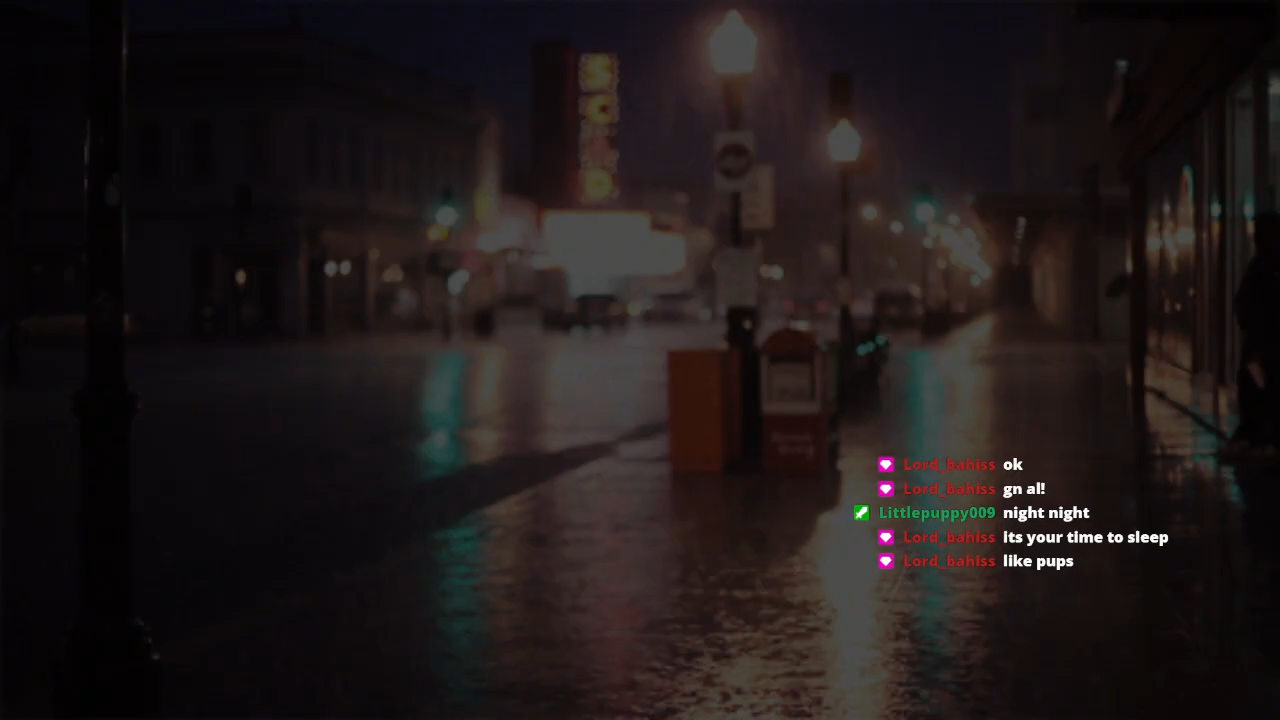 Lord_bahiss ok
Lord_bahiss gn al!
Littlepuppy009 night night
Lord_bahiss its your time to sleep
Lord_bahiss like pups